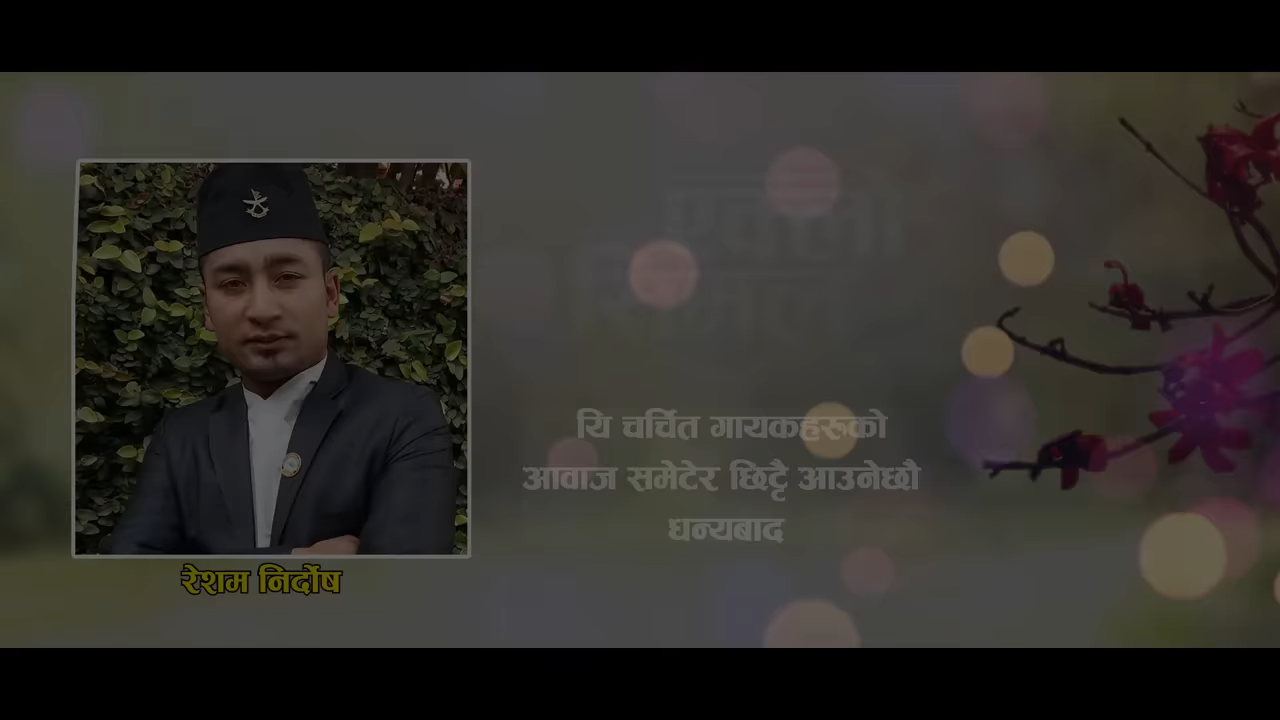 यि चर्चित गायकहरुको
आवाज समेटेर छिट्टै आउनेछौ
धन्यबाद
रेशम निर्दोष